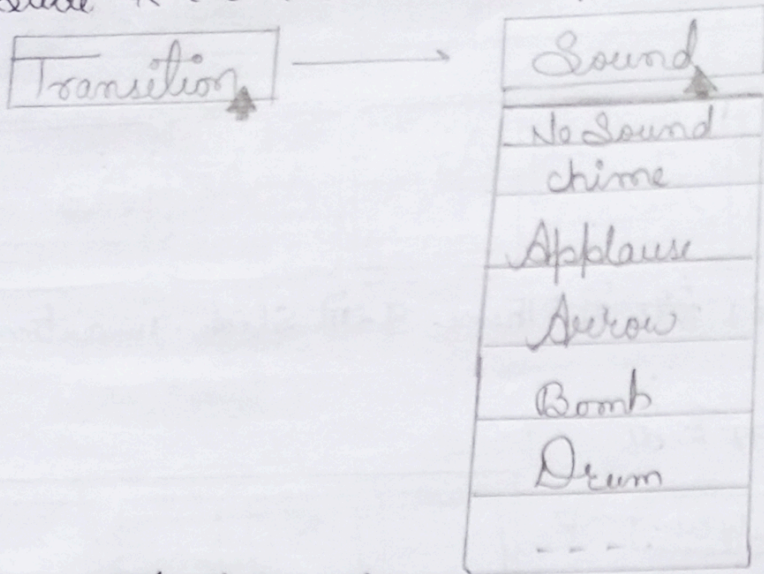 Transition
Sound
No Sound
chime
Applause
Arrow
Bomb
Drum
- - - -